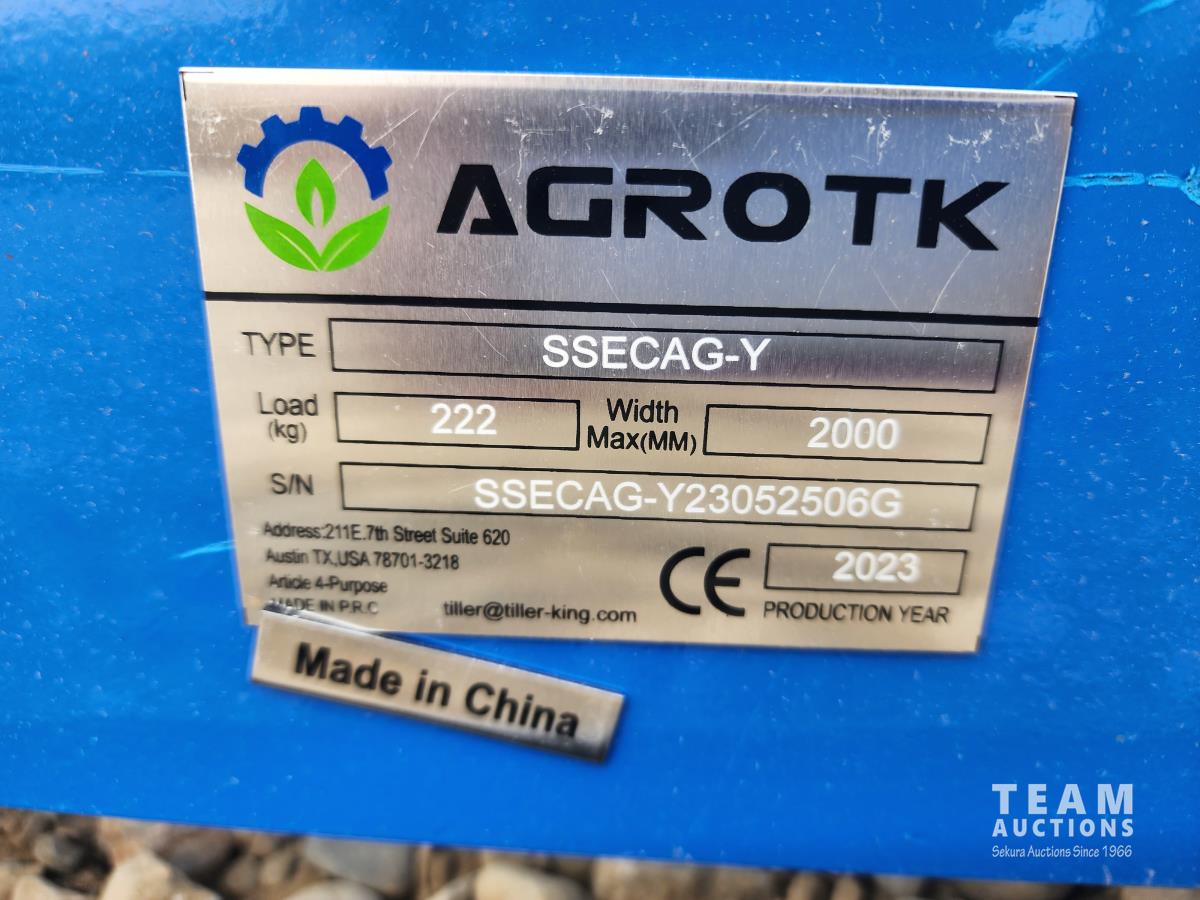 AGROTK
TYPE SSECAG-Y
Load (kg) 222 Width Max(MM) 2000
S/N SSECAG-Y23052506G
Address:211E.7th Street Suite 620
Austin TX,USA 78701-3218
Article 4-Purpose
MADE IN P.R.C
tiller@tiller-king.com
CE 2023
PRODUCTION YEAR
Made in China
TEAM
AUCTIONS
Sekura Auctions Since 1966